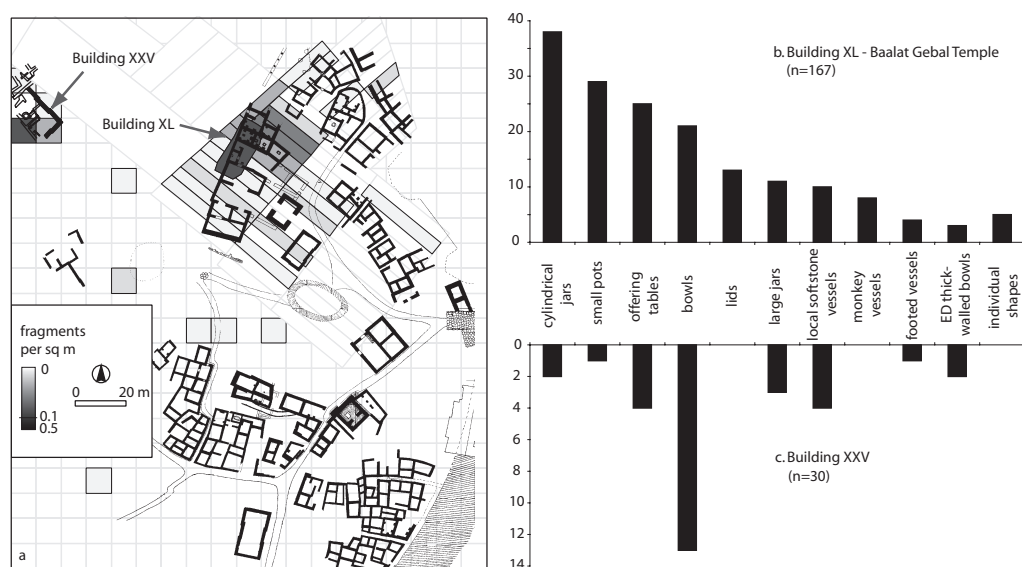 Building XXV
Building XL
fragments
per sq m
0
0.1
0.5
0
20 m
a
b. Building XL - Baalat Gebal Temple
(n=167)
40
30
20
10
0
cylindrical
jars
small pots
offering
tables
bowls
lids
large jars
local soft stone
vessels
monkey
vessels
footed vessels
ED thick-
walled bowls
individual
shapes
0
2
4
6
8
10
12
14
c. Building XXV
(n=30)